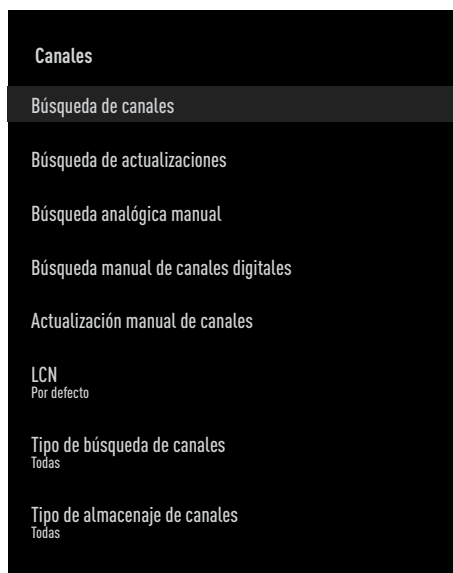 Canales
Búsqueda de canales
Búsqueda de actualizaciones
Búsqueda analógica manual
Búsqueda manual de canales digitales
Actualización manual de canales
LCN
Por defecto
Tipo de búsqueda de canales
Todas
Tipo de almacenaje de canales
Todas